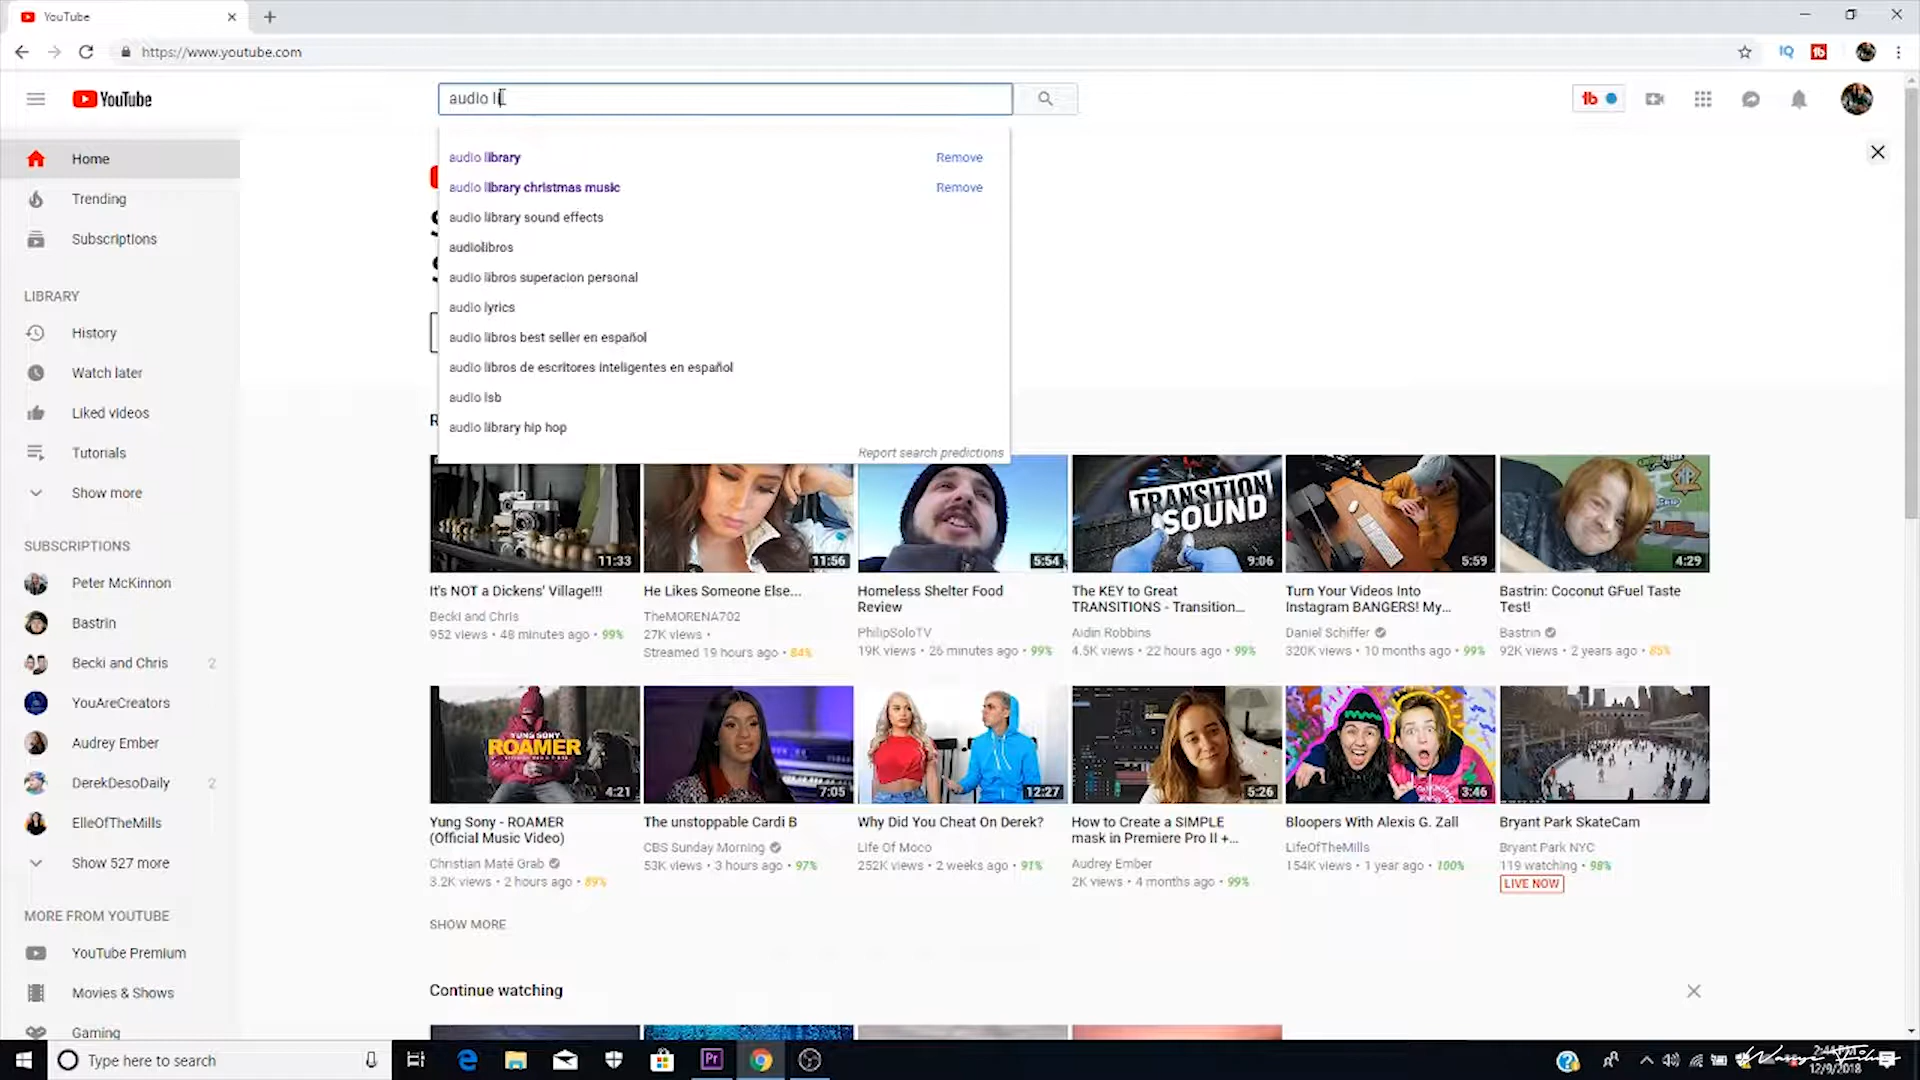 YouTube
https://www.youtube.com
YouTube
audio li
Home
Trending
Subscriptions
LIBRARY
History
Watch later
Liked videos
Tutorials
Show more
SUBSCRIPTIONS
Peter McKinnon
Bastrin
Becki and Chris 2
YouAreCreators
Audrey Ember
DerekDesoDaily 2
ElleOfTheMills
Show 527 more
MORE FROM YOUTUBE
YouTube Premium
Movies & Shows
Gaming
audio library Remove
audio library christmas music Remove
audio library sound effects
audiolibros
audio libros superacion personal
audio lyrics
audio libros best seller en español
audio libros de escritores inteligentes en español
audio lsb
audio library hip hop
Report search predictions
11:33
11:56
5:54
TRANSITION
SOUND
9:06
5:59
4:29
It's NOT a Dickens' Village!!!
Becki and Chris
952 views • 48 minutes ago • 99%
He Likes Someone Else...
TheMORENA702
27K views •
Streamed 19 hours ago • 84%
Homeless Shelter Food
Review
PhilipSoloTV
19K views • 26 minutes ago • 99%
The KEY to Great
TRANSITIONS - Transition...
Aidin Robbins
4.5K views • 22 hours ago • 99%
Turn Your Videos Into
Instagram BANGERS! My...
Daniel Schiffer
320K views • 10 months ago • 99%
Bastrin: Coconut GFuel Taste
Test!
Bastrin
92K views • 2 years ago • 85%
YUNG SONY
ROAMER
4:21
7:05
12:27
5:26
3:46
Yung Sony - ROAMER
(Official Music Video)
Christian Maté Grab
3.2K views • 2 hours ago • 89%
The unstoppable Cardi B
CBS Sunday Morning
53K views • 3 hours ago • 97%
Why Did You Cheat On Derek?
Life Of Moco
252K views • 2 weeks ago • 91%
How to Create a SIMPLE
mask in Premiere Pro II +...
Audrey Ember
2K views • 4 months ago • 99%
Bloopers With Alexis G. Zall
LifeOfTheMills
154K views • 1 year ago • 100%
Bryant Park SkateCam
Bryant Park NYC
119 watching • 98%
LIVE NOW
SHOW MORE
Continue watching
Type here to search
Pr
2:44 PM
12/9/2018